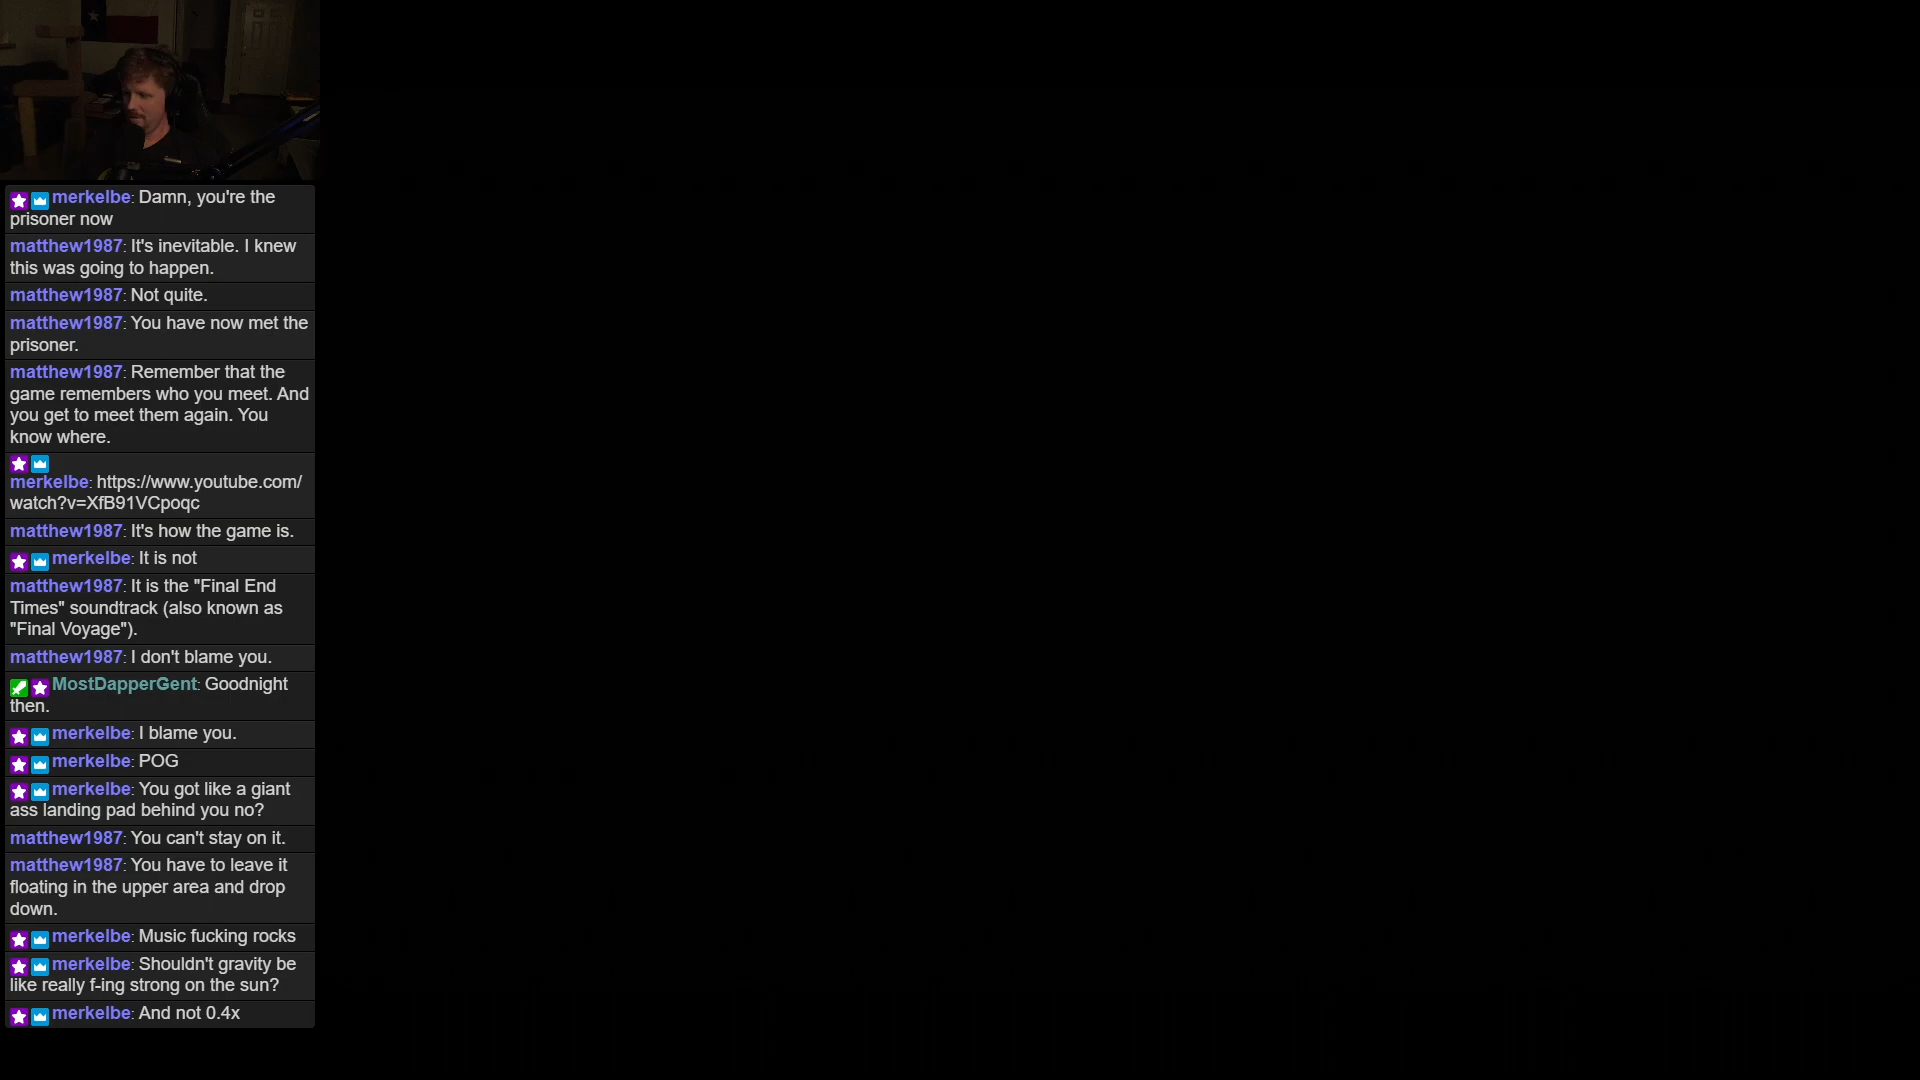 merkelbe: Damn, you're the
prisoner now
matthew1987: It's inevitable. I knew
this was going to happen.
matthew1987: Not quite.
matthew1987: You have now met the
prisoner.
matthew1987: Remember that the
game remembers who you meet. And
you get to meet them again. You
know where.
merkelbe: https://www.youtube.com/
watch?v=XfB91VCpoqc
matthew1987: It's how the game is.
merkelbe: It is not
matthew1987: It is the "Final End
Times" soundtrack (also known as
"Final Voyage").
matthew1987: I don't blame you.
MostDapperGent: Goodnight
then.
merkelbe: I blame you.
merkelbe: POG
merkelbe: You got like a giant
ass landing pad behind you no?
matthew1987: You can't stay on it.
matthew1987: You have to leave it
floating in the upper area and drop
down.
merkelbe: Music fucking rocks
merkelbe: Shouldn't gravity be
like really f-ing strong on the sun?
merkelbe: And not 0.4x